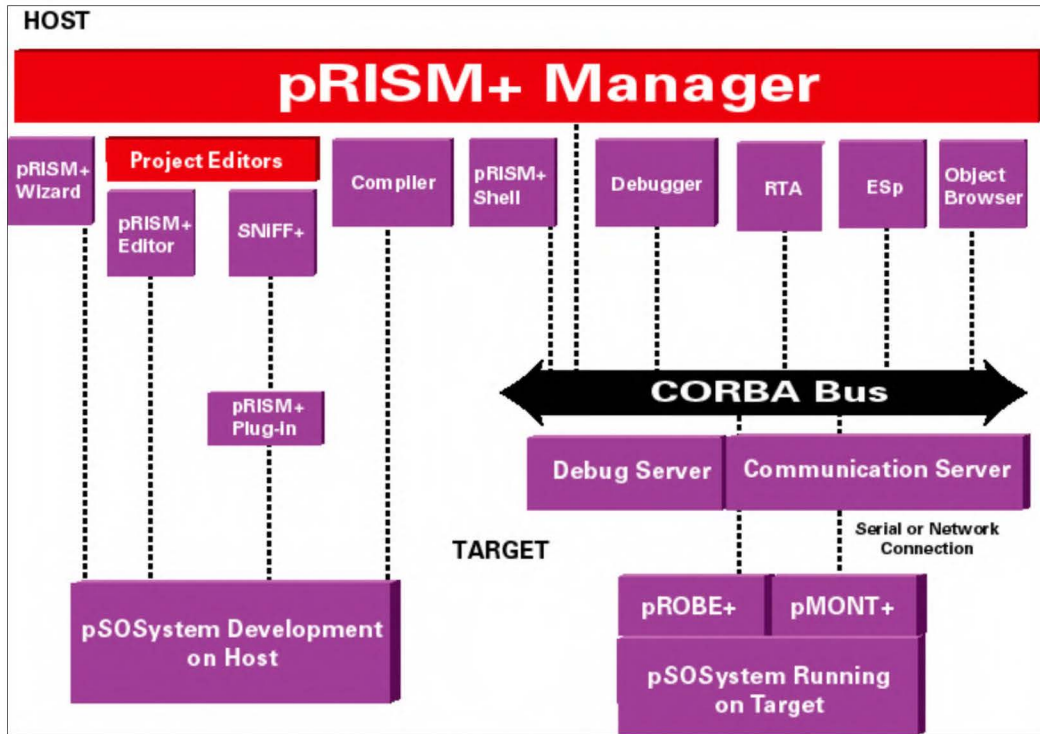 HOST
pRISM+ Manager
pRISM+
Wizard
Project Editors
pRISM+
Editor
SNiFF+
Compiler
pRISM+
Shell
Debugger
RTA
ESp
Object
Browser
CORBA Bus
pRISM+
Plug-In
Debug Server
Communication Server
Serial or Network
Connection
TARGET
pROBE+
pMONT+
pSOSystem Development
on Host
pSOSystem Running
on Target